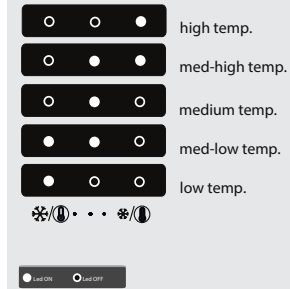 high temp.
med-high temp.
medium temp.
med-low temp.
low temp.
Led ON Led OFF